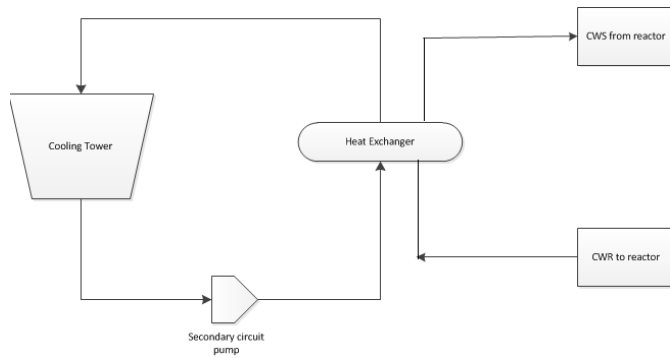 CWS from reactor
Cooling Tower
Heat Exchanger
CWR to reactor
Secondary circuit
pump